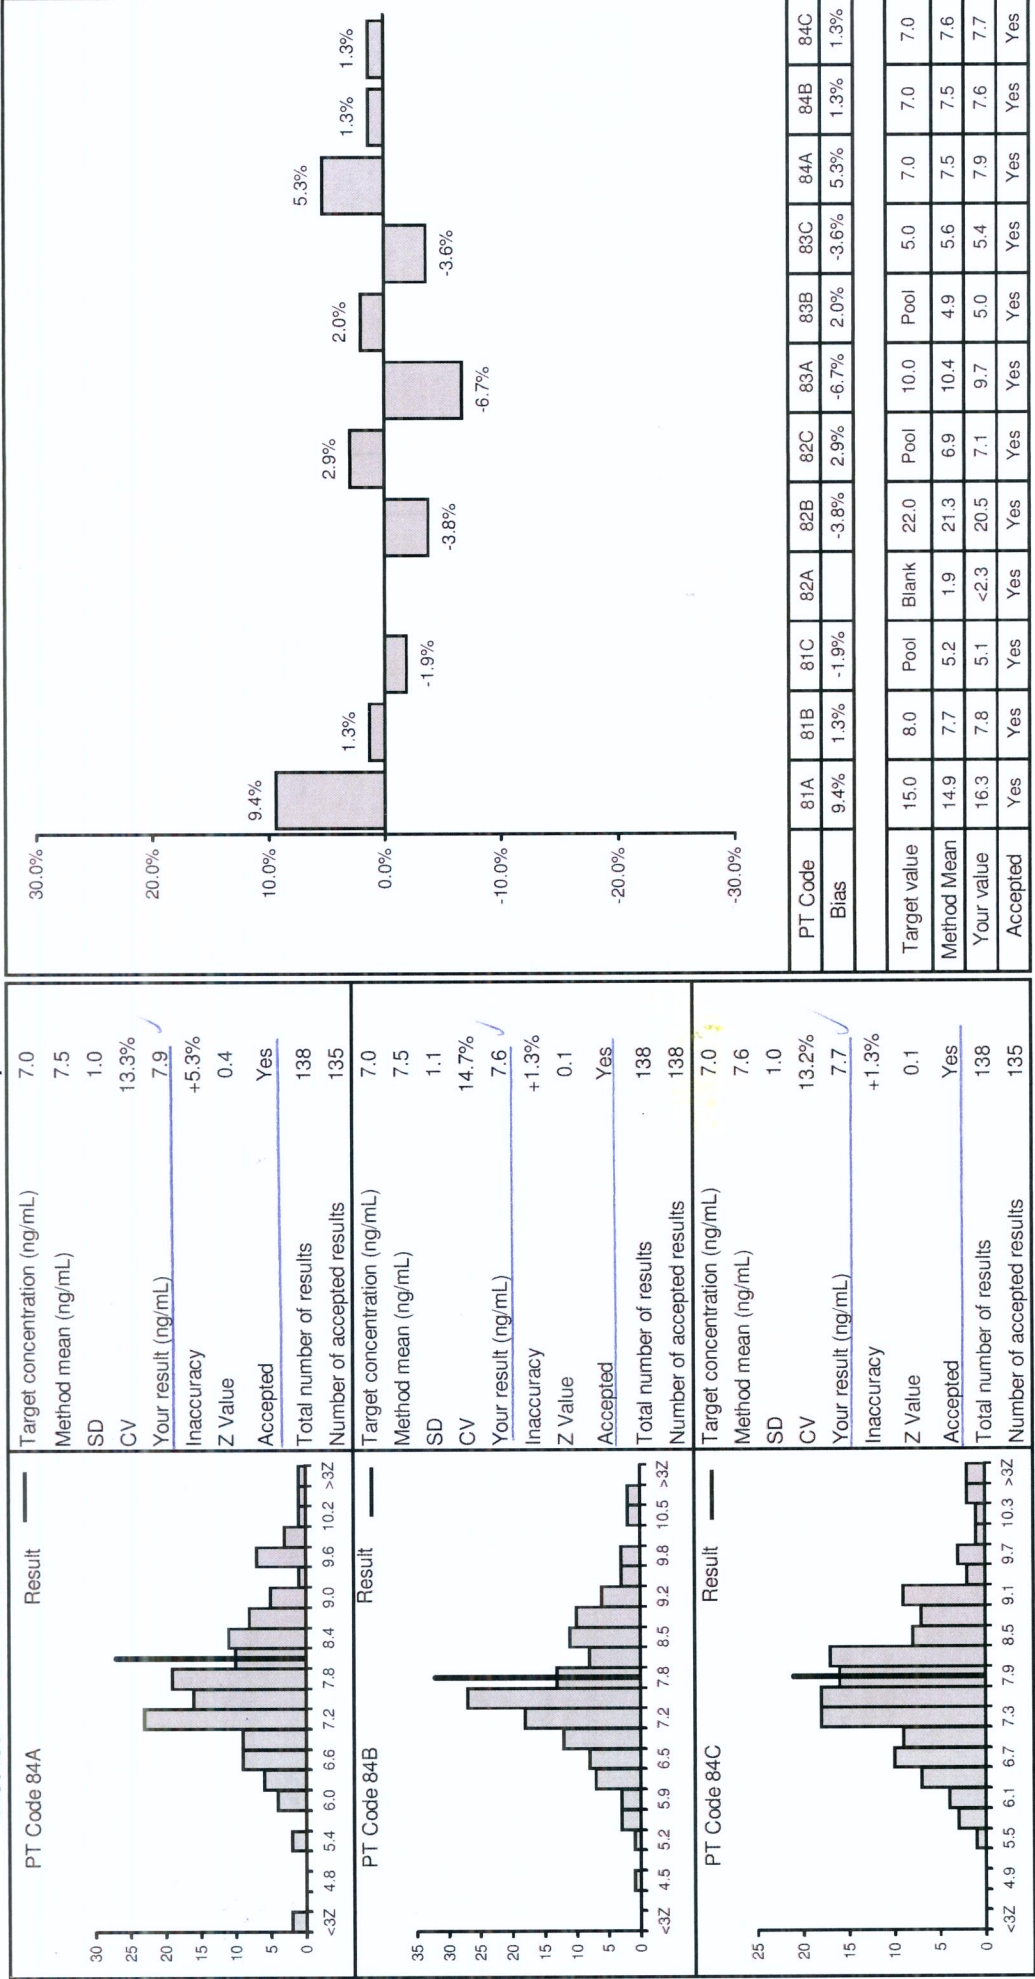 PT Code 84A
Result
30
25
20
15
10
5
0
<3Z 4.8 5.4 6.0 6.6 7.2 7.8 8.4 9.0 9.6 10.2 >3Z
Target concentration (ng/mL) 7.0
Method mean (ng/mL) 7.5
SD 1.0
CV 13.3%
Your result (ng/mL) 7.9
Inaccuracy +5.3%
Z Value 0.4
Accepted Yes
Total number of results 138
Number of accepted results 135
PT Code 84B
Result
35
30
25
20
15
10
5
0
<3Z 4.5 5.2 5.9 6.5 7.2 7.8 8.5 9.2 9.8 10.5 >3Z
Target concentration (ng/mL) 7.0
Method mean (ng/mL) 7.5
SD 1.1
CV 14.7%
Your result (ng/mL) 7.6
Inaccuracy +1.3%
Z Value 0.1
Accepted Yes
Total number of results 138
Number of accepted results 138
PT Code 84C
Result
25
20
15
10
5
0
<3Z 4.9 5.5 6.1 6.7 7.3 7.9 8.5 9.1 9.7 10.3 >3Z
Target concentration (ng/mL) 7.0
Method mean (ng/mL) 7.6
SD 1.0
CV 13.2%
Your result (ng/mL) 7.7
Inaccuracy +1.3%
Z Value 0.1
Accepted Yes
Total number of results 138
Number of accepted results 135
30.0%
20.0%
10.0%
0.0%
-10.0%
-20.0%
-30.0%
9.4% 1.3% -1.9% -3.8% 2.9% -6.7% 2.0% -3.6% 5.3% 1.3% 1.3%
PT Code 81A 81B 81C 82A 82B 82C 83A 83B 83C 84A 84B 84C
Bias 9.4% 1.3% -1.9% -3.8% 2.9% -6.7% 2.0% -3.6% 5.3% 1.3% 1.3%
Target value 15.0 8.0 Pool Blank 22.0 Pool 10.0 Pool 5.0 7.0 7.0 7.0
Method Mean 14.9 7.7 5.2 1.9 21.3 6.9 10.4 4.9 5.6 7.5 7.5 7.6
Your value 16.3 7.8 5.1 <2.3 20.5 7.1 9.7 5.0 5.4 7.9 7.6 7.7
Accepted Yes Yes Yes Yes Yes Yes Yes Yes Yes Yes Yes Yes